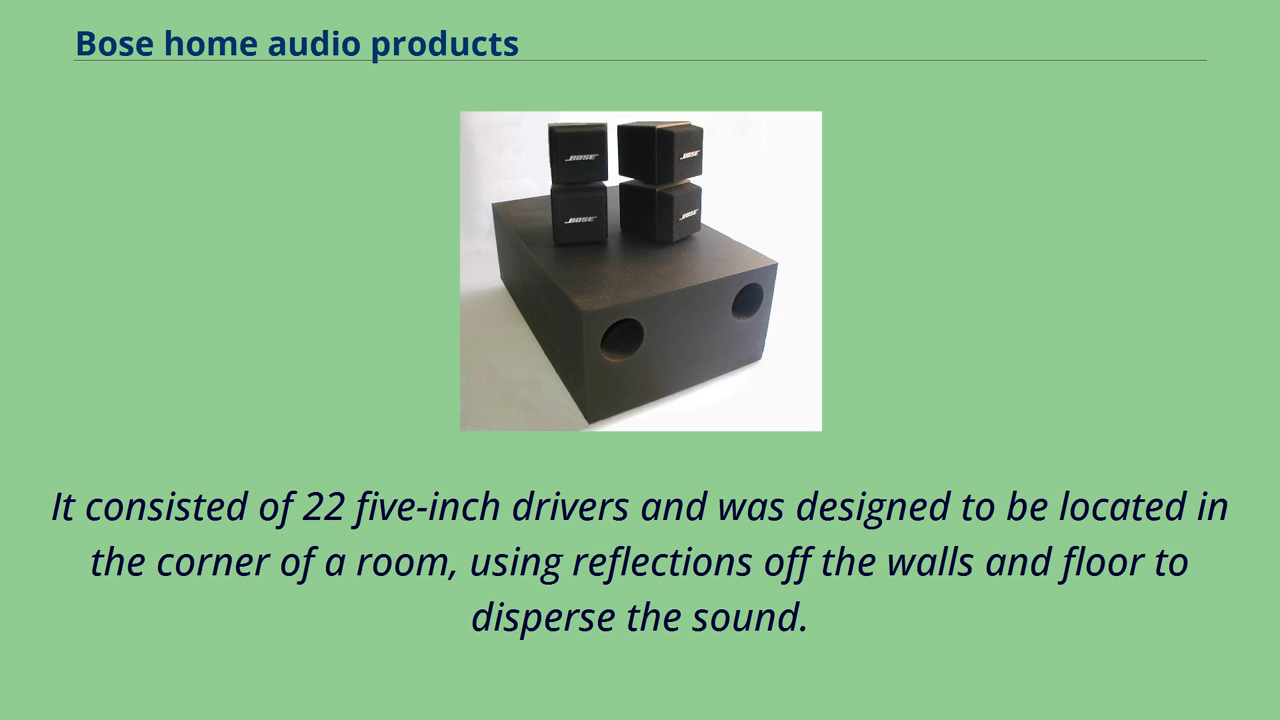 Bose home audio products
BOSE
BOSE
BOSE
BOSE
It consisted of 22 five-inch drivers and was designed to be located in
the corner of a room, using reflections off the walls and floor to
disperse the sound.